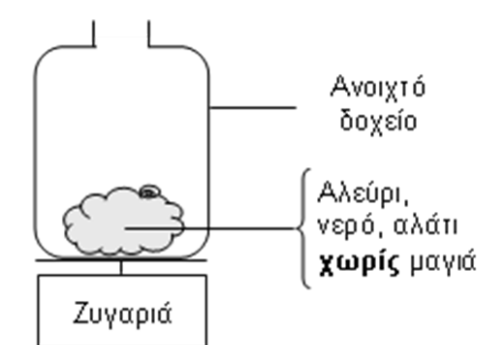 Ανοιχτό
δοχείο
Αλεύρι,
νερό, αλάτι
χωρίς μαγιά
Ζυγαριά